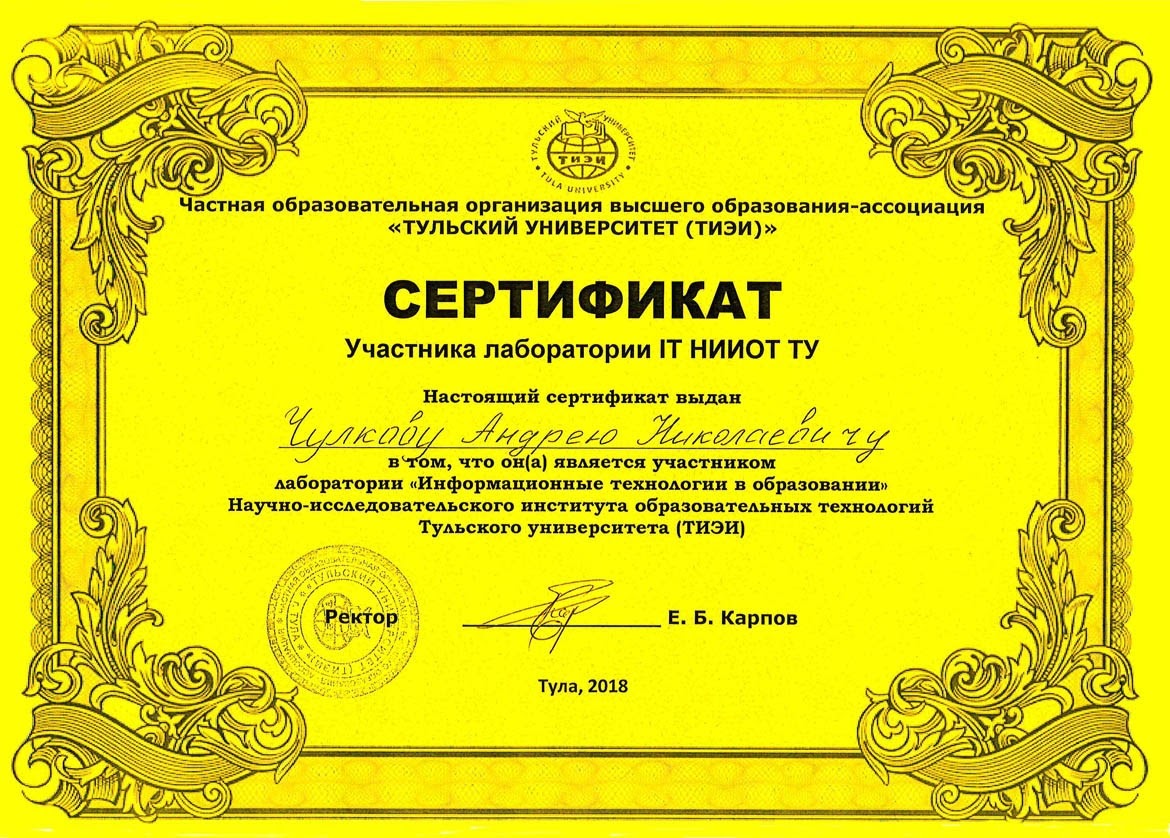 ТУЛЬСКИЙ УНИВЕРСИТЕТ
ТИЭИ
TULA UNIVERSITY
Частная образовательная организация высшего образования-ассоциация
«ТУЛЬСКИЙ УНИВЕРСИТЕТ (ТИЭИ)»
СЕРТИФИКАТ
Участника лаборатории IT НИИОТ ТУ
Настоящий сертификат выдан
Чулкову Андрею Николаевичу
в том, что он(а) является участником
лаборатории «Информационные технологии в образовании»
Научно-исследовательского института образовательных технологий
Тульского университета (ТИЭИ)
Ректор
Е. Б. Карпов
Тула, 2018